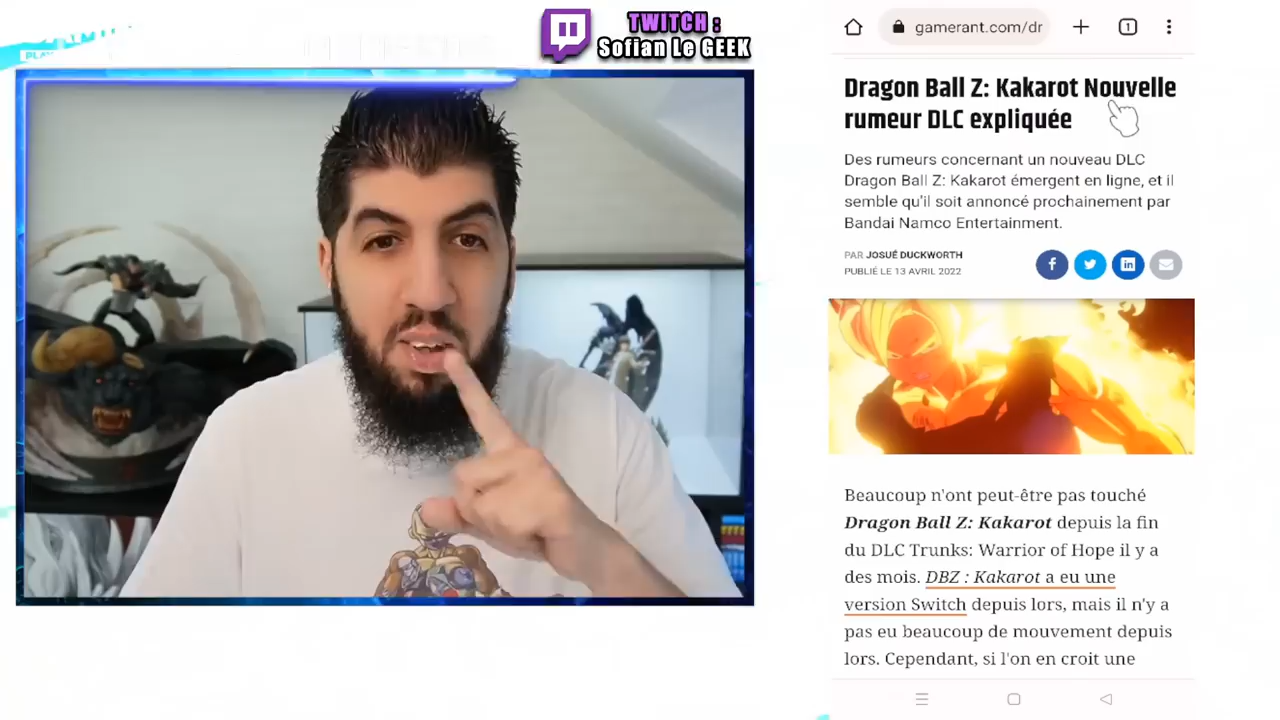 TWITCH :
Sofian Le GEEK
PLAY
gamerant.com/dr
1
Dragon Ball Z: Kakarot Nouvelle
rumeur DLC expliquée
Des rumeurs concernant un nouveau DLC
Dragon Ball Z: Kakarot émergent en ligne, et il
semble qu'il soit annoncé prochainement par
Bandai Namco Entertainment.
PAR JOSUÉ DUCKWORTH
PUBLIÉ LE 13 AVRIL 2022
Beaucoup n'ont peut-être pas touché
Dragon Ball Z: Kakarot depuis la fin
du DLC Trunks: Warrior of Hope il y a
des mois. DBZ : Kakarot a eu une
version Switch depuis lors, mais il n'y a
pas eu beaucoup de mouvement depuis
lors. Cependant, si l'on en croit une